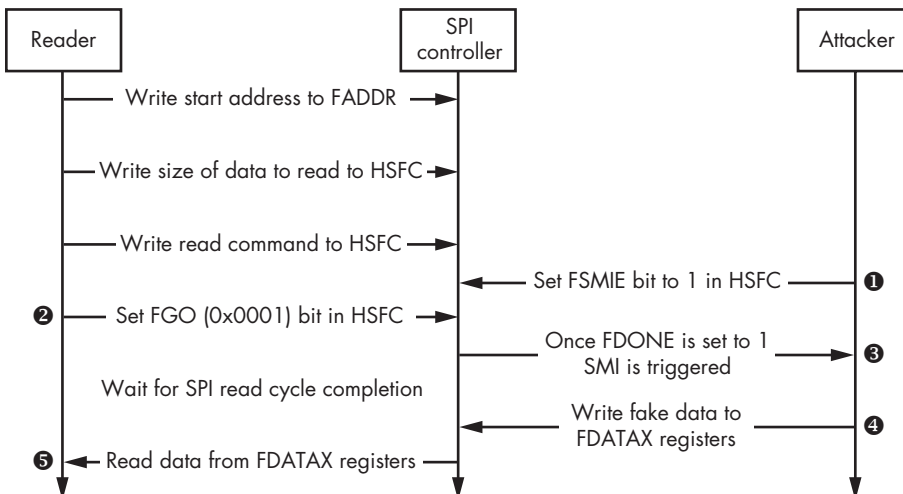 Reader
SPI
controller
Attacker
Write start address to FADDR
Write size of data to read to HSFC
Write read command to HSFC
Set FSMIE bit to 1 in HSFC ❶
❷ Set FGO (0x0001) bit in HSFC
Once FDONE is set to 1
SMI is triggered ❸
Wait for SPI read cycle completion
Write fake data to
FDATAX registers ❹
❺ Read data from FDATAX registers